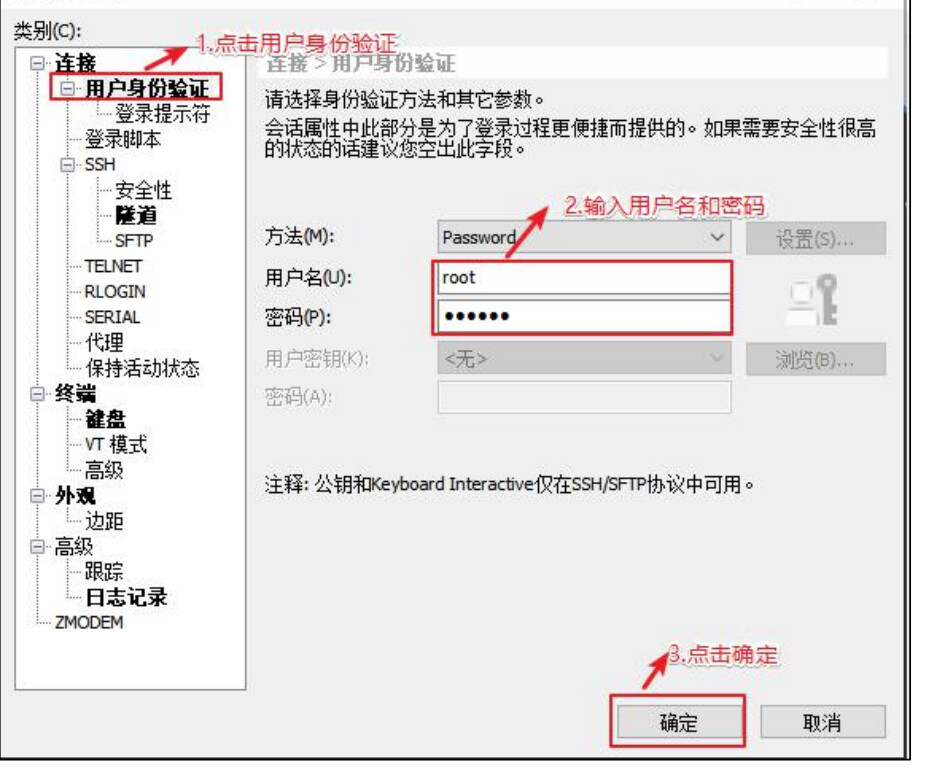 类别(C):
连接
用户身份验证
登录提示符
登录脚本
SSH
安全性
隧道
SFTP
TELNET
RLOGIN
SERIAL
代理
保持活动状态
终端
键盘
VT 模式
高级
外观
边距
高级
跟踪
日志记录
ZMODEM
1.点击用户身份验证
连接 > 用户身份验证
请选择身份验证方法和其它参数。
会话属性中此部分是为了登录过程更便捷而提供的。如果需要安全性很高
的状态的话建议您空出此字段。
2.输入用户名和密码
方法(M): Password 设置(S)...
用户名(U): root
密码(P): ●●●●●●
用户密钥(K): <无> 浏览(B)...
密码(A):
注释: 公钥和Keyboard Interactive仅在SSH/SFTP协议中可用。
3.点击确定
确定 取消